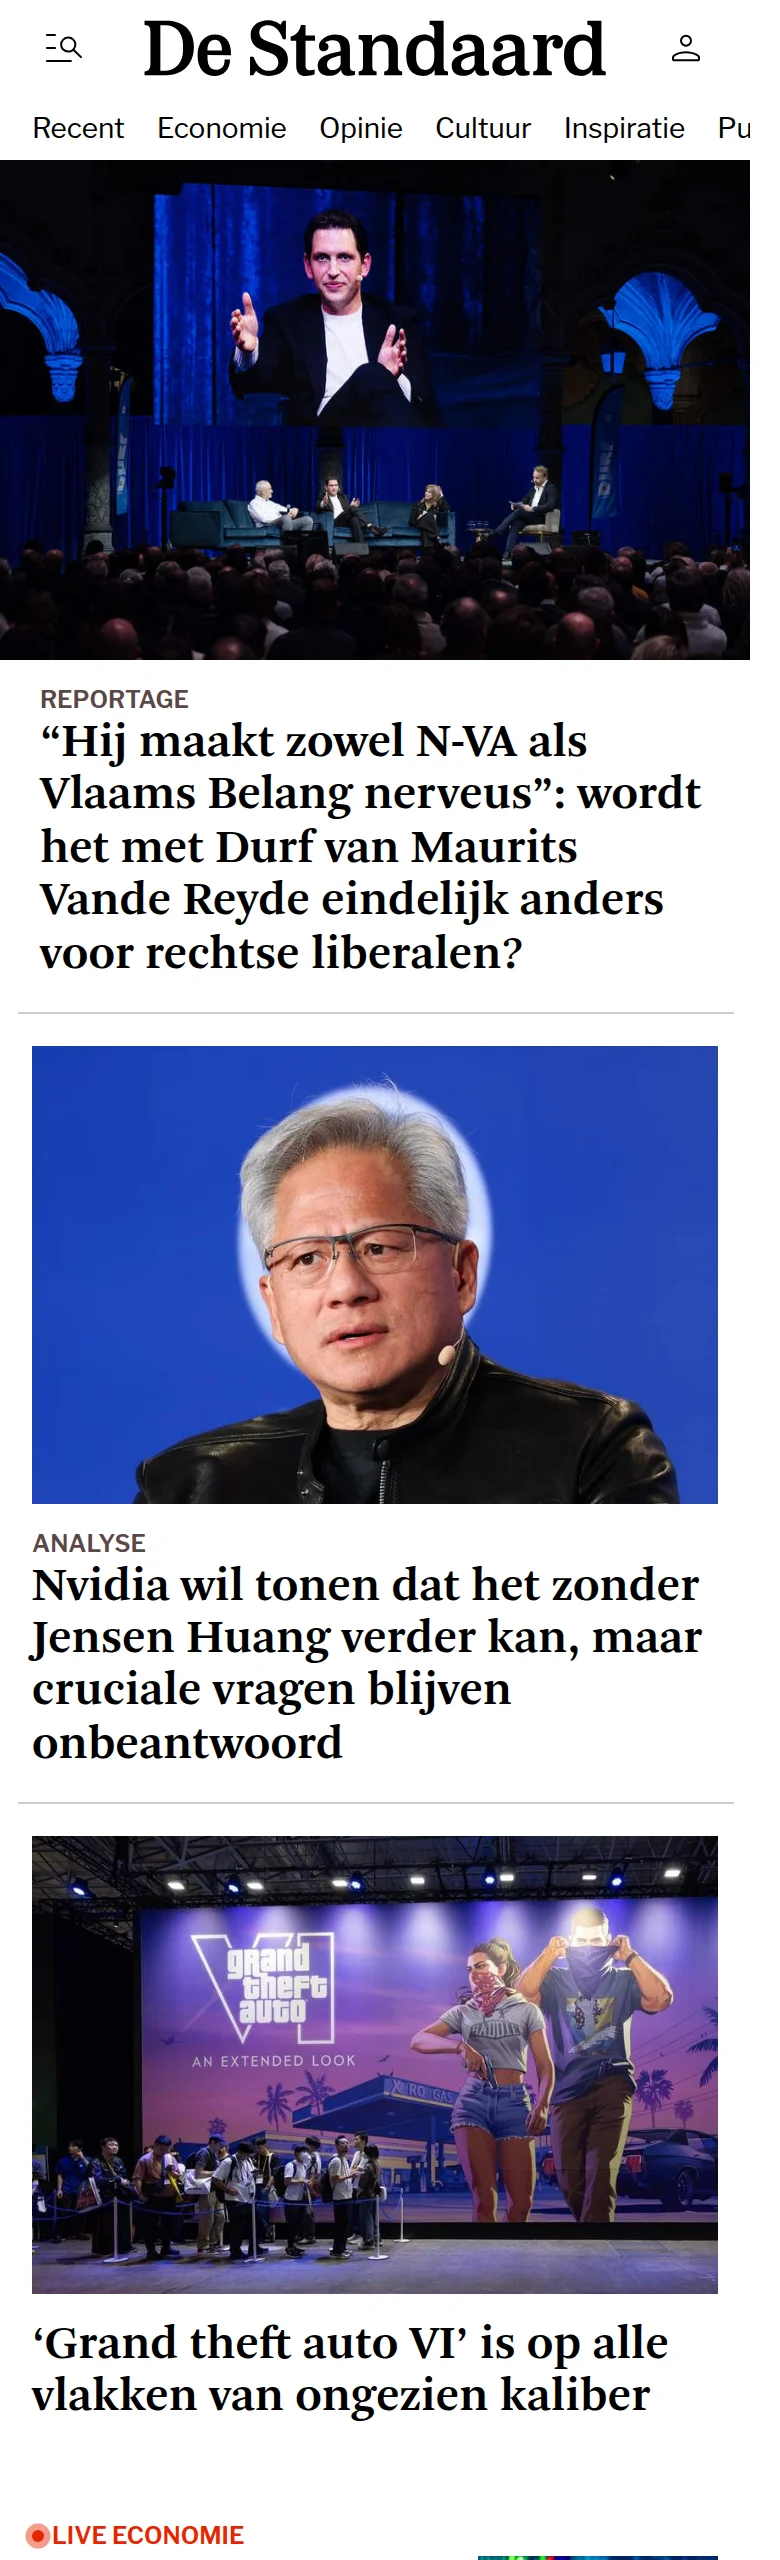 De Standaard
Recent Economie Opinie Cultuur Inspiratie Pu
REPORTAGE
“Hij maakt zowel N-VA als
Vlaams Belang nerveus”: wordt
het met Durf van Maurits
Vande Reyde eindelijk anders
voor rechtse liberalen?
ANALYSE
Nvidia wil tonen dat het zonder
Jensen Huang verder kan, maar
cruciale vragen blijven
onbeantwoord
grand
theft
auto
VI
AN EXTENDED LOOK
‘Grand theft auto VI’ is op alle
vlakken van ongezien kaliber
LIVE ECONOMIE